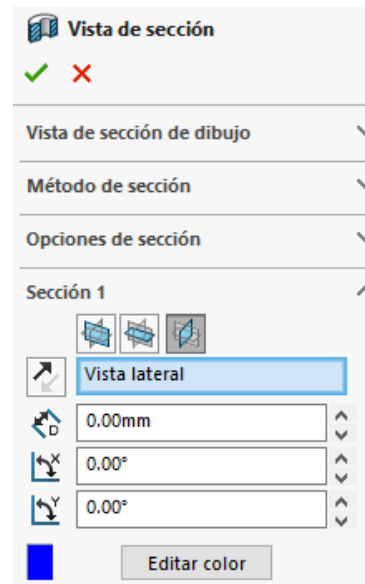 Vista de sección
Vista de sección de dibujo
Método de sección
Opciones de sección
Sección 1
Vista lateral
D 0.00mm
X 0.00°
Y 0.00°
Editar color